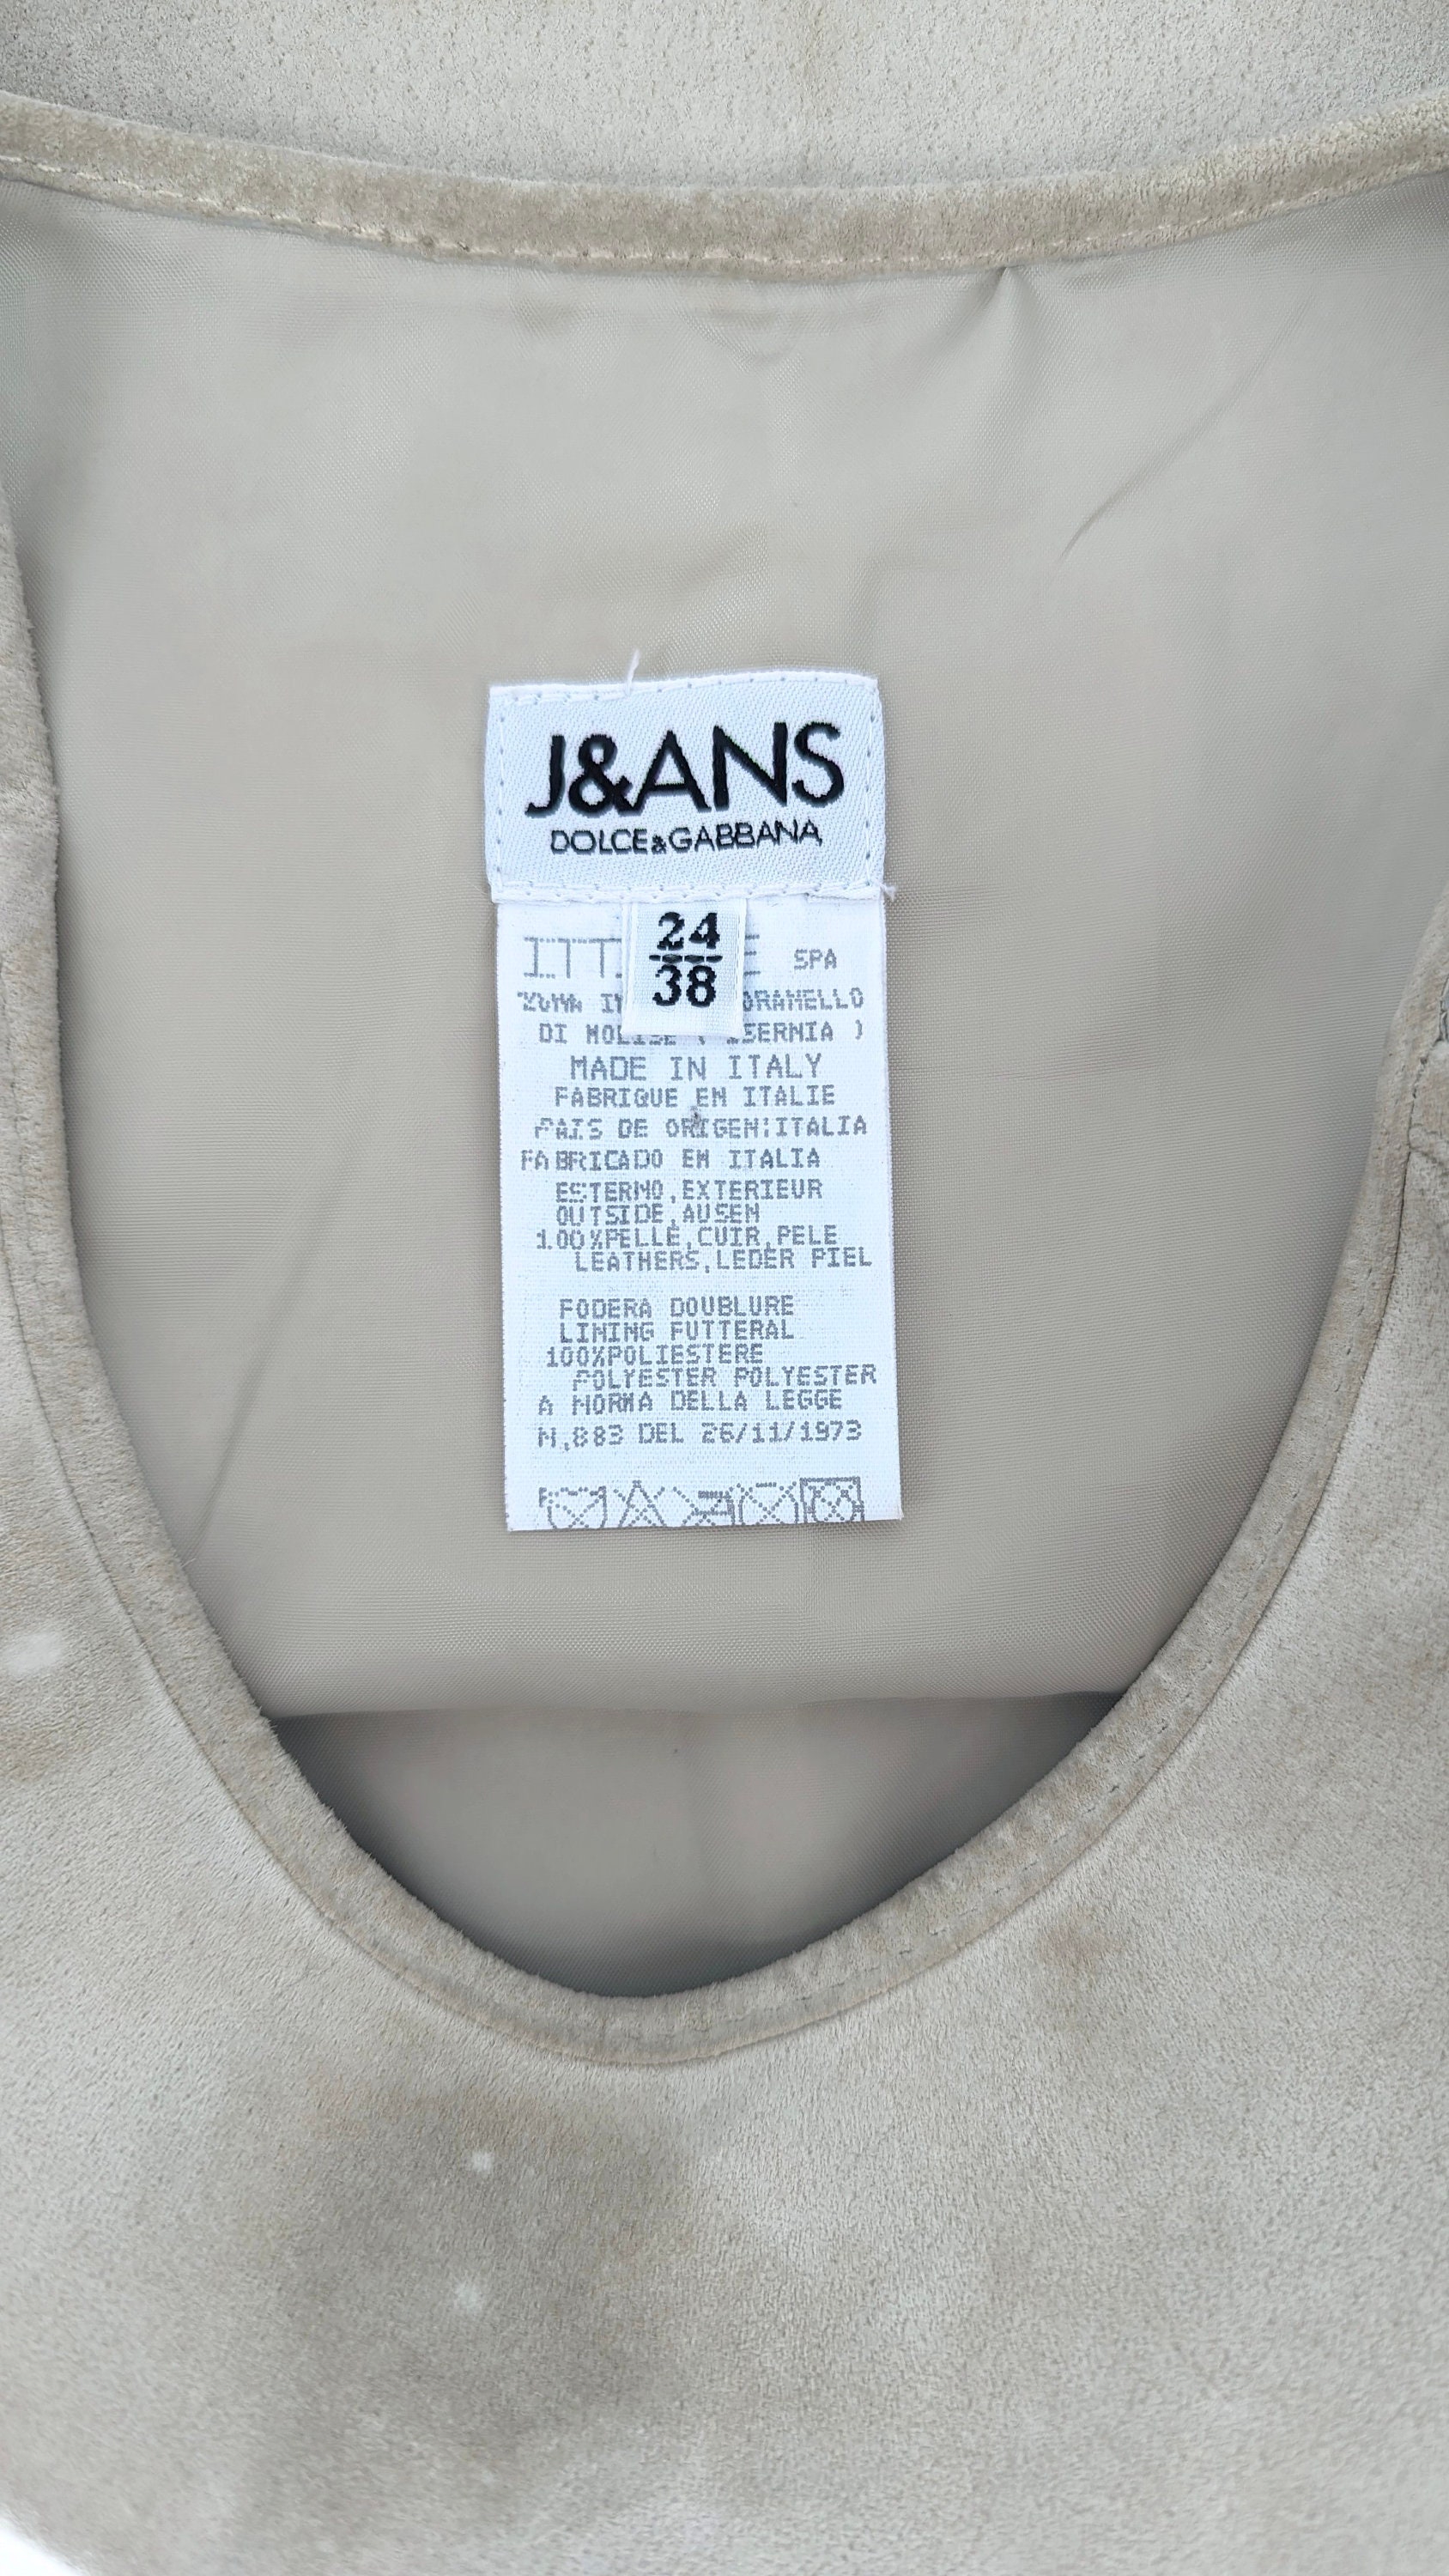 J&ANS
DOLCE&GABBANA
24
38
SPA
DI
MADE IN ITALY
FABRIQUE EN ITALIE
PAIS DE ORIGEN:ITALIA
FABRICADO EN ITALIA
ESTERNO,EXTERIEUR
OUTSIDE,AUSEN
100%PELLE,CUIR,PELE
LEATHERS,LEDER PIEL
FODERA DOUBLURE
LINING FUTTERAL
100%POLIESTERE
POLYESTER POLYESTER
A NORMA DELLA LEGGE
N,883 DEL 26/11/1973